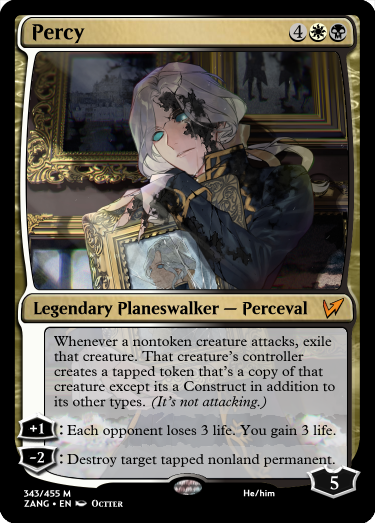 Percy 4
Legendary Planeswalker — Perceval
Whenever a nontoken creature attacks, exile
that creature. That creature's controller
creates a tapped token that's a copy of that
creature except its a Construct in addition to
its other types. (It's not attacking.)
+1 : Each opponent loses 3 life. You gain 3 life.
-2 : Destroy target tapped nonland permanent.
5
343/455 M He/him
ZANG • EN Octter